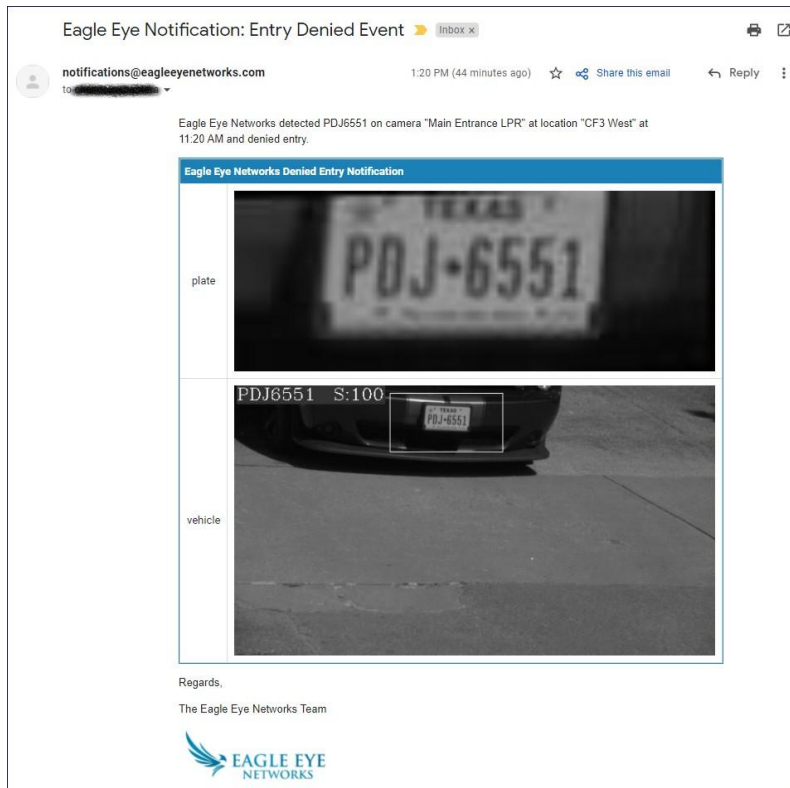 Eagle Eye Notification: Entry Denied Event
Inbox x
notifications@eagleeyenetworks.com
1:20 PM (44 minutes ago)
Share this email
Reply
to
Eagle Eye Networks detected PDJ6551 on camera "Main Entrance LPR" at location "CF3 West" at
11:20 AM and denied entry.
Eagle Eye Networks Denied Entry Notification
plate
TEXAS
PDJ•6551
vehicle
PDJ6551 S:100
TEXAS
PDJ•6551
Regards,
The Eagle Eye Networks Team
EAGLE EYE
NETWORKS